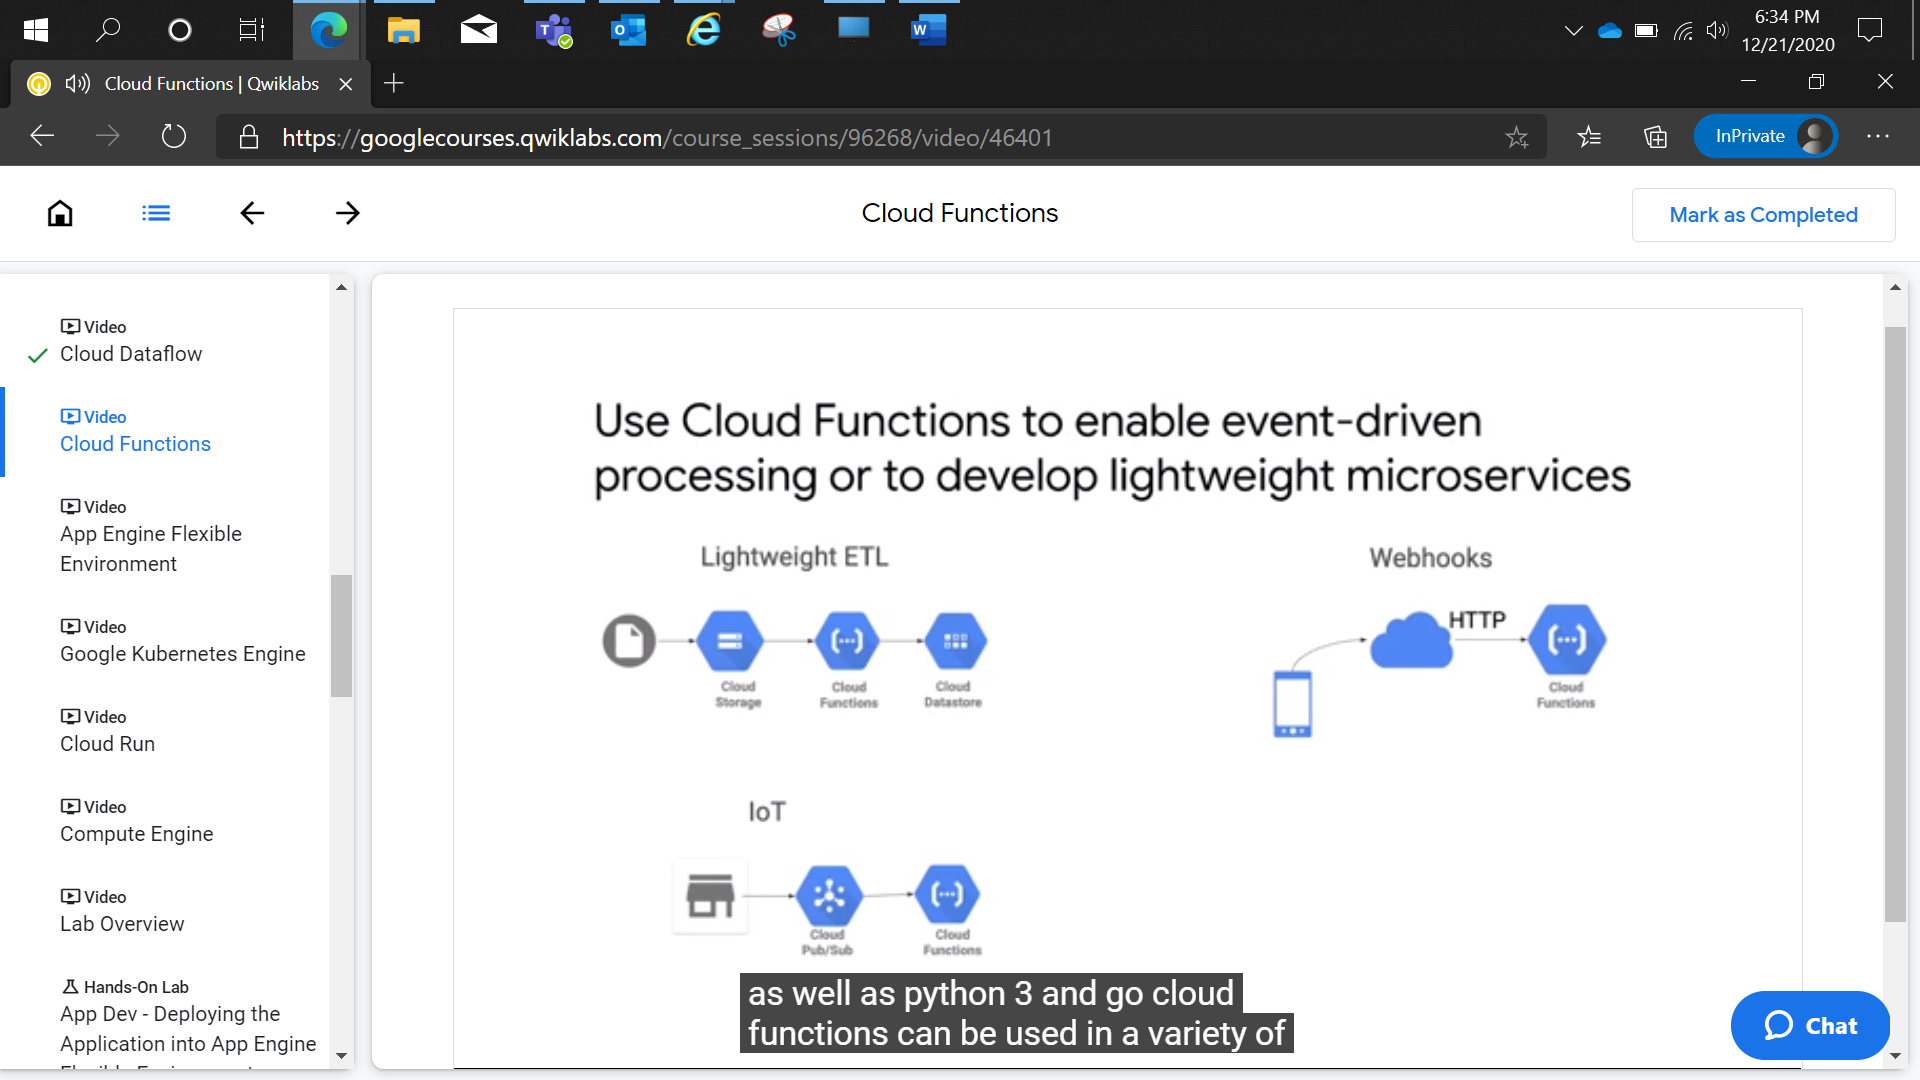 6:34 PM
12/21/2020
Cloud Functions | Qwiklabs
https://googlecourses.qwiklabs.com/course_sessions/96268/video/46401
InPrivate
Cloud Functions
Mark as Completed
Video
Cloud Dataflow
Video
Cloud Functions
Video
App Engine Flexible
Environment
Video
Google Kubernetes Engine
Video
Cloud Run
Video
Compute Engine
Video
Lab Overview
Hands-On Lab
App Dev - Deploying the
Application into App Engine
Use Cloud Functions to enable event-driven
processing or to develop lightweight microservices
Lightweight ETL
Cloud
Storage
Cloud
Functions
Cloud
Datastore
Webhooks
HTTP
Cloud
Functions
IoT
Cloud
Pub/Sub
Cloud
Functions
as well as python 3 and go cloud
functions can be used in a variety of
Chat